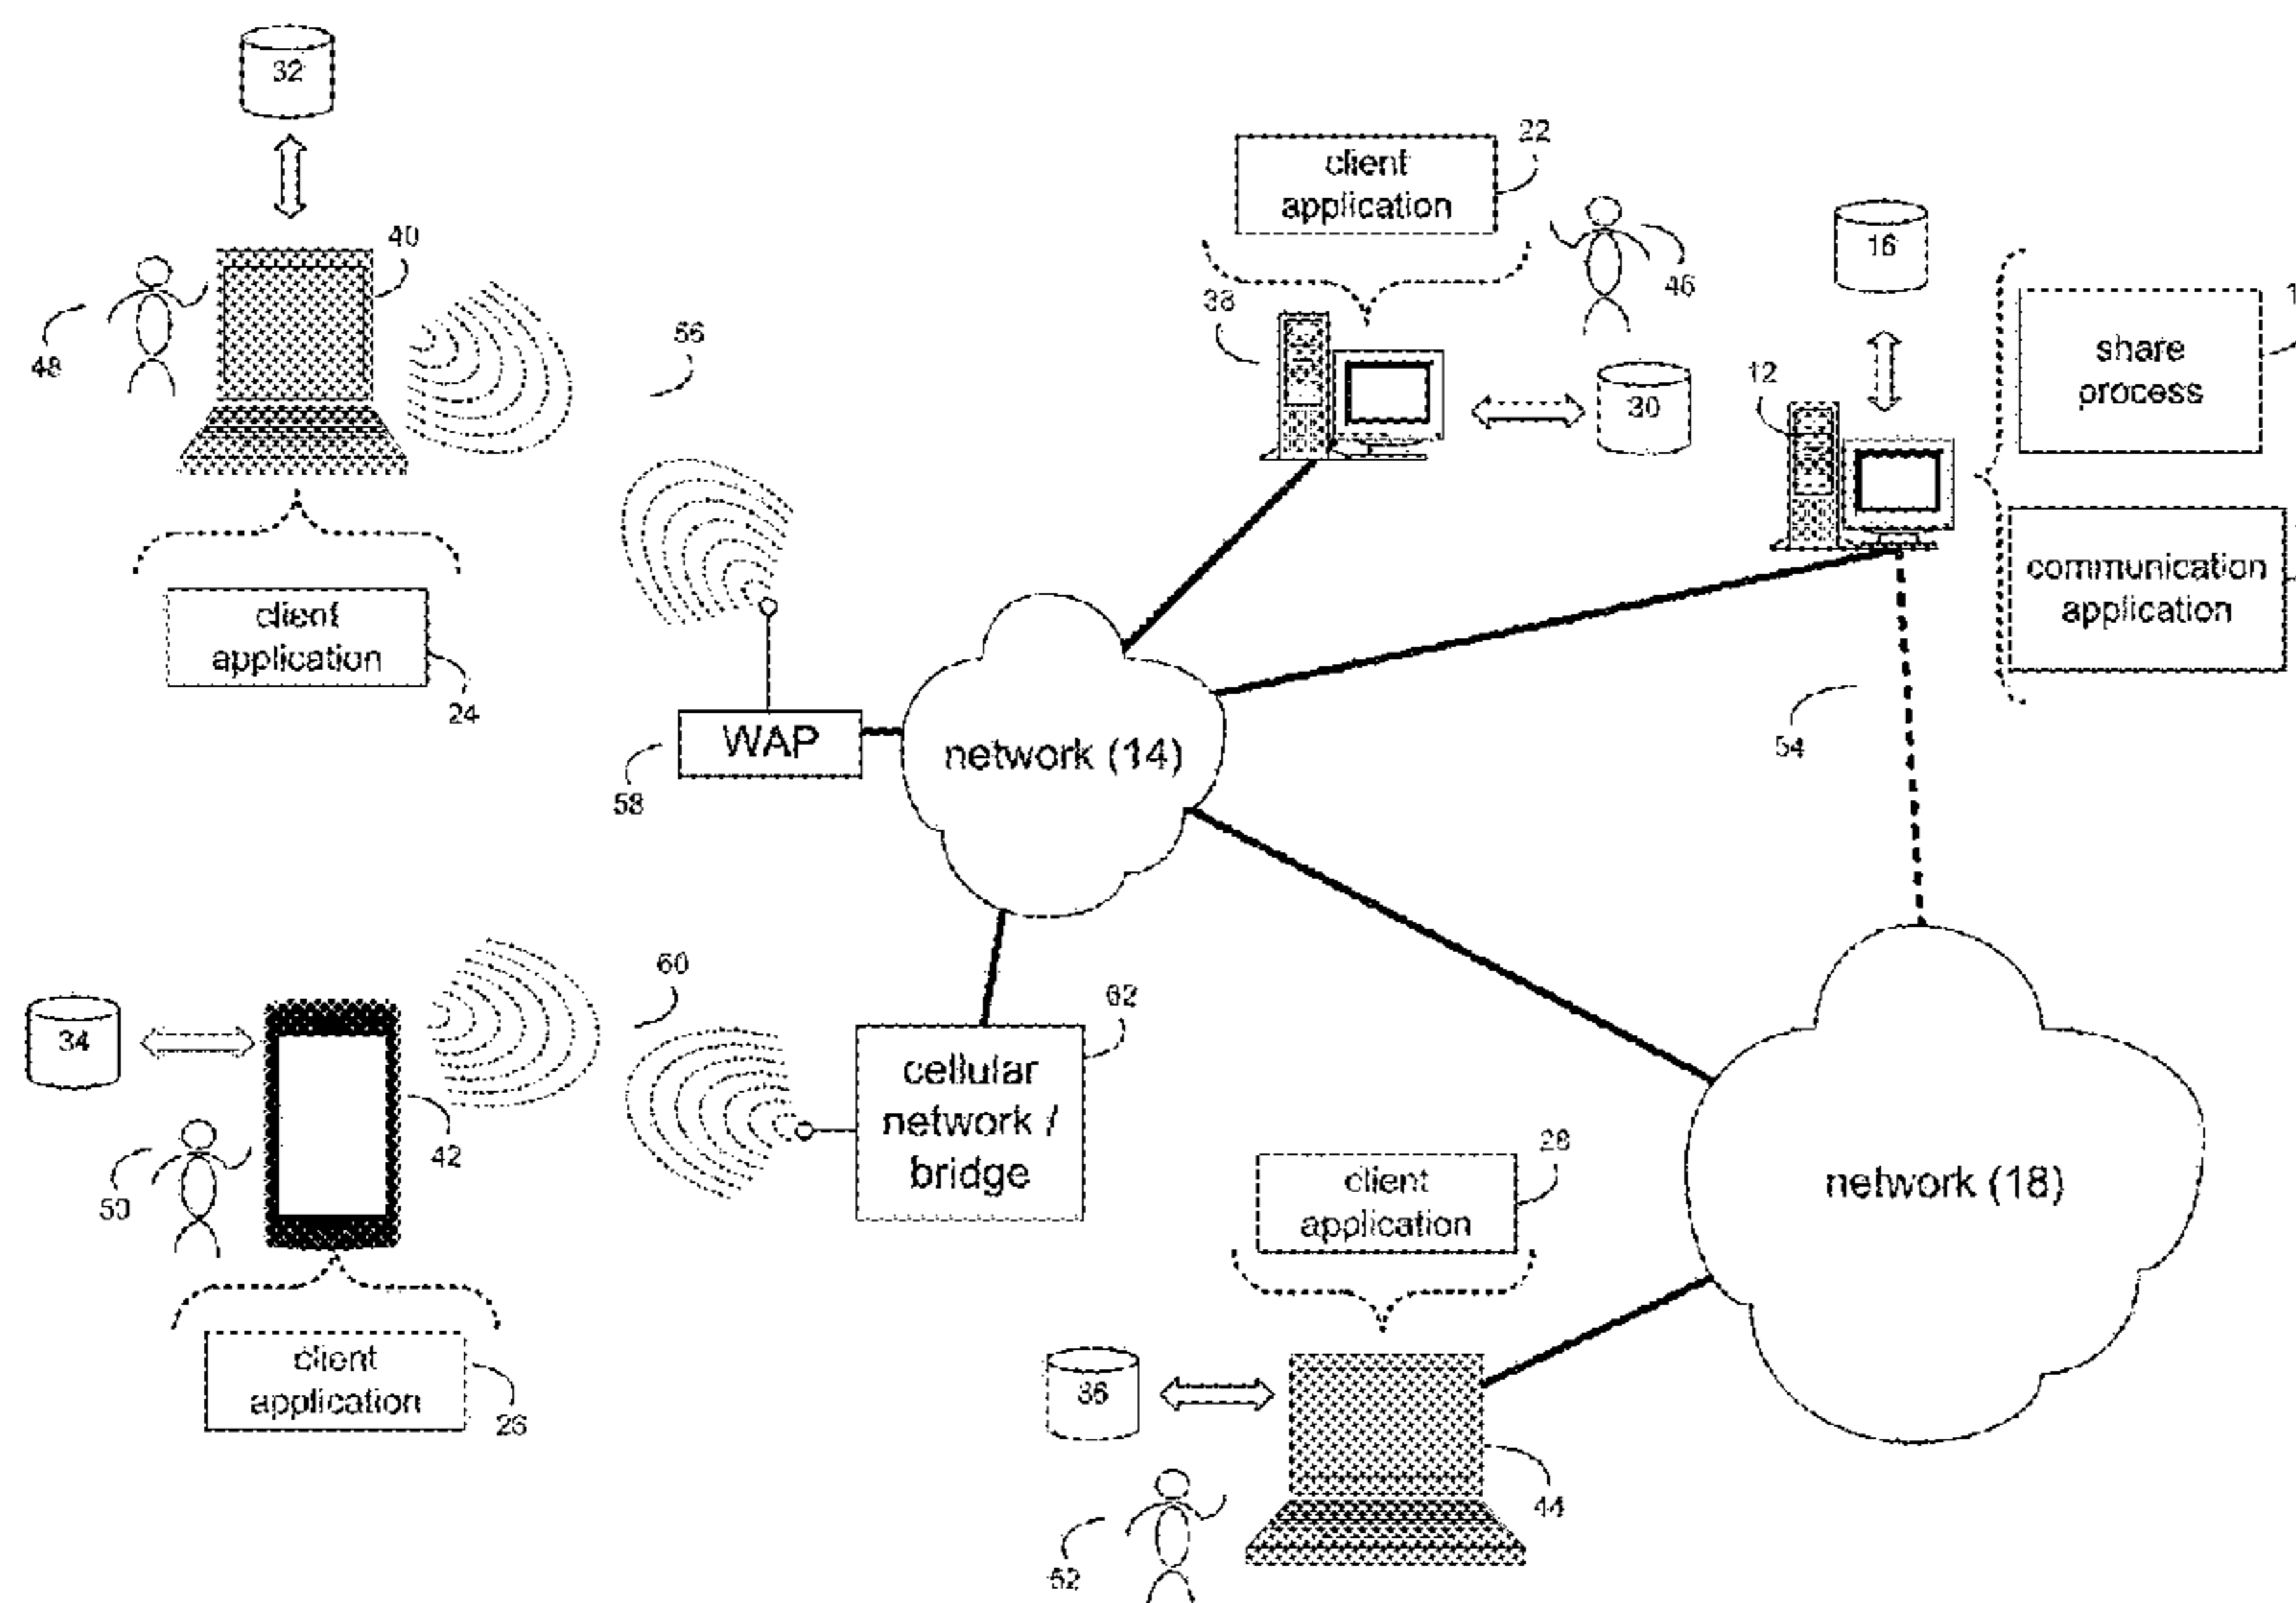 32
40
48
56
client
application
24
22
client
application
46
38
30
16
12
share
process
communication
application
54
WAP
58
network (14)
60
34
42
50
62
cellular
network /
bridge
client
application
26
28
client
application
36
44
52
network (18)